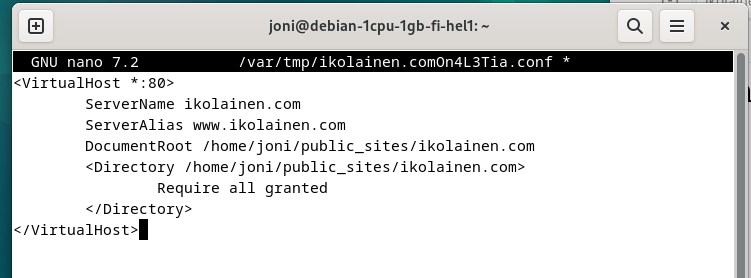 joni@debian-1cpu-1gb-fi-hel1: ~
GNU nano 7.2 /var/tmp/ikolainen.comOn4L3Tia.conf *
<VirtualHost *:80>
        ServerName ikolainen.com
        ServerAlias www.ikolainen.com
        DocumentRoot /home/joni/public_sites/ikolainen.com
        <Directory /home/joni/public_sites/ikolainen.com>
                Require all granted
        </Directory>
</VirtualHost>